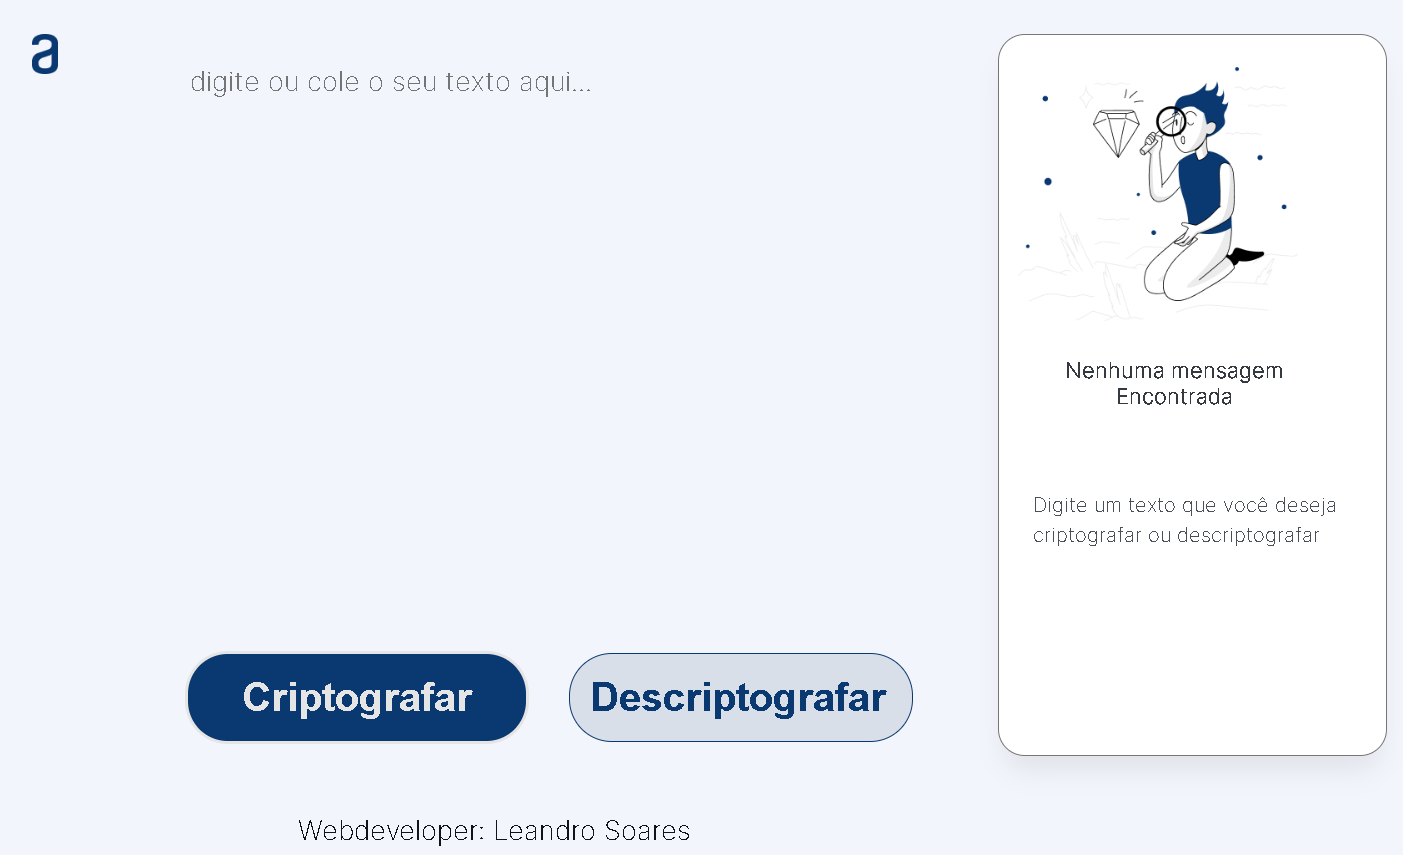 a
digite ou cole o seu texto aqui...
Nenhuma mensagem
Encontrada
Digite um texto que você deseja
criptografar ou descriptografar
Criptografar
Descriptografar
Webdeveloper: Leandro Soares